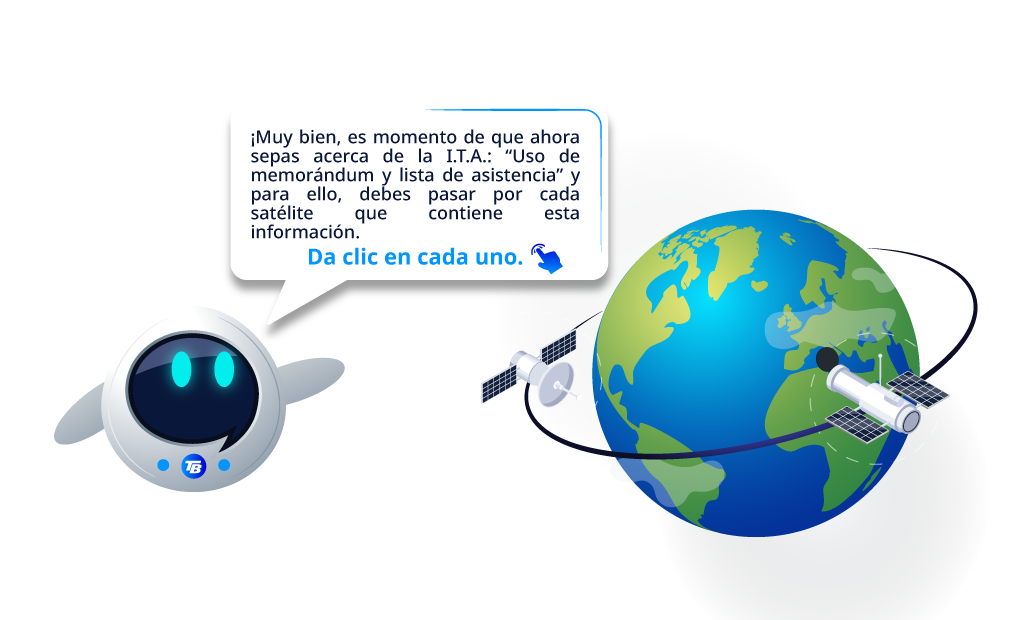 ¡Muy bien, es momento de que ahora
sepas acerca de la I.T.A.: “Uso de
memorándum y lista de asistencia” y
para ello, debes pasar por cada
satélite que contiene esta
información.
Da clic en cada uno.
TB